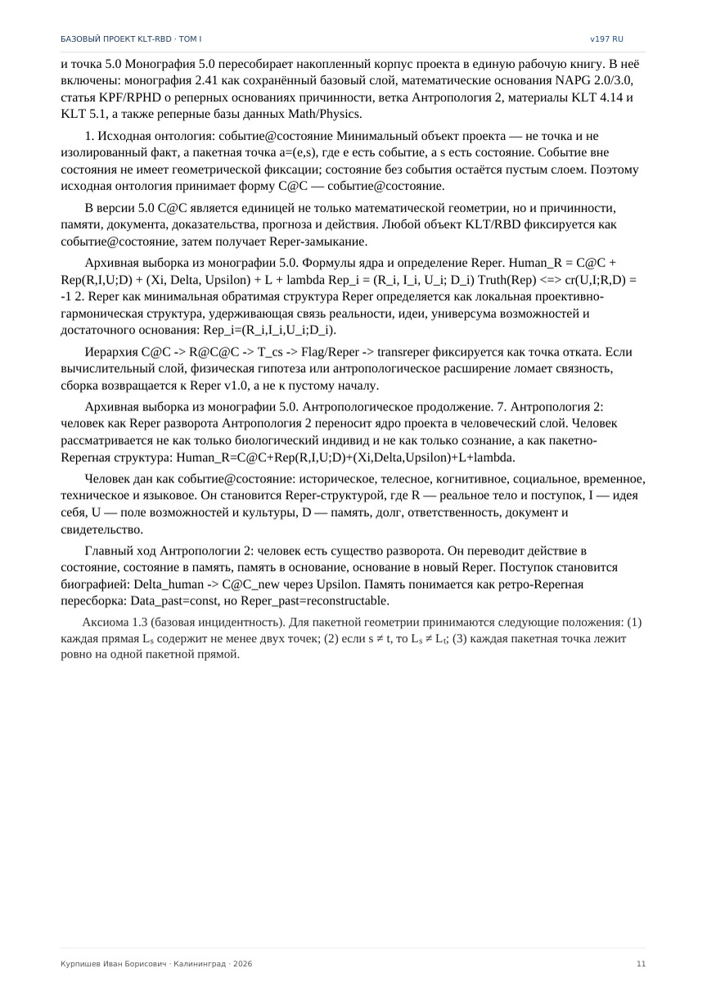 БАЗОВЫЙ ПРОЕКТ KLT-RBD · ТОМ I
v197 RU
и точка 5.0 Монография 5.0 пересобирает накопленный корпус проекта в единую рабочую книгу. В неё
включены: монография 2.41 как сохранённый базовый слой, математические основания NAPG 2.0/3.0,
статья KPF/RPHD о реперных основаниях причинности, ветка Антропология 2, материалы KLT 4.14 и
KLT 5.1, а также реперные базы данных Math/Physics.
1. Исходная онтология: событие@состояние Минимальный объект проекта — не точка и не
изолированный факт, а пакетная точка a=(e,s), где e есть событие, а s есть состояние. Событие вне
состояния не имеет геометрической фиксации; состояние без события остаётся пустым слоем. Поэтому
исходная онтология принимает форму C@C — событие@состояние.
В версии 5.0 C@C является единицей не только математической геометрии, но и причинности,
памяти, документа, доказательства, прогноза и действия. Любой объект KLT/RBD фиксируется как
событие@состояние, затем получает Reper-замыкание.
Архивная выборка из монографии 5.0. Формулы ядра и определение Reper. Human_R = C@C +
Rep(R,I,U;D) + (Xi, Delta, Upsilon) + L + lambda Rep_i = (R_i, I_i, U_i; D_i) Truth(Rep) <=> cr(U,I;R,D) =
-1 2. Reper как минимальная обратимая структура Reper определяется как локальная проективно-
гармоническая структура, удерживающая связь реальности, идеи, универсума возможностей и
достаточного основания: Rep_i=(R_i,I_i,U_i;D_i).
Иерархия C@C -> R@C@C -> T_cs -> Flag/Reper -> transreper фиксируется как точка отката. Если
вычислительный слой, физическая гипотеза или антропологическое расширение ломает связность,
сборка возвращается к Reper v1.0, а не к пустому началу.
Архивная выборка из монографии 5.0. Антропологическое продолжение. 7. Антропология 2:
человек как Reper разворота Антропология 2 переносит ядро проекта в человеческий слой. Человек
рассматривается не как только биологический индивид и не как только сознание, а как пакетно-
Reperная структура: Human_R=C@C+Rep(R,I,U;D)+(Xi,Delta,Upsilon)+L+lambda.
Человек дан как событие@состояние: историческое, телесное, когнитивное, социальное, временное,
техническое и языковое. Он становится Reper-структурой, где R — реальное тело и поступок, I — идея
себя, U — поле возможностей и культуры, D — память, долг, ответственность, документ и
свидетельство.
Главный ход Антропологии 2: человек есть существо разворота. Он переводит действие в
состояние, состояние в память, память в основание, основание в новый Reper. Поступок становится
биографией: Delta_human -> C@C_new через Upsilon. Память понимается как ретро-Reperная
пересборка: Data_past=const, но Reper_past=reconstructable.
Аксиома 1.3 (базовая инцидентность). Для пакетной геометрии принимаются следующие положения: (1)
каждая прямая Lₛ содержит не менее двух точек; (2) если s ≠ t, то Lₛ ≠ Lₜ; (3) каждая пакетная точка лежит
ровно на одной пакетной прямой.
Курпишев Иван Борисович · Калининград · 2026
11